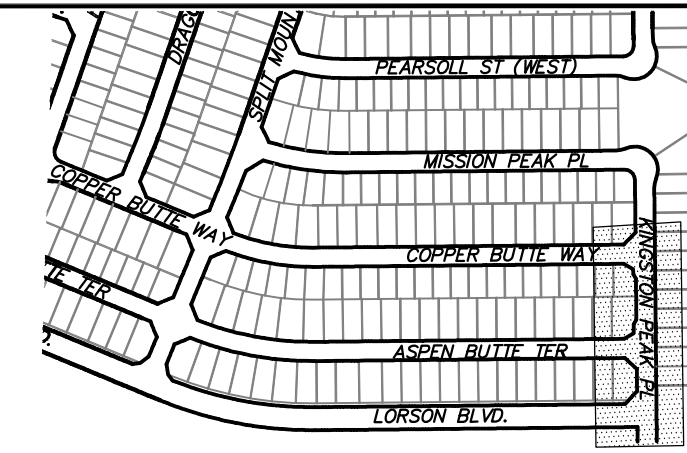 PEARSOLL ST (WEST)
MISSION PEAK PL
COPPER BUTTE WAY
COPPER BUTTE WAY
KINGSTON PEAK PL
ASPEN BUTTE TER
LORSON BLVD.
TER